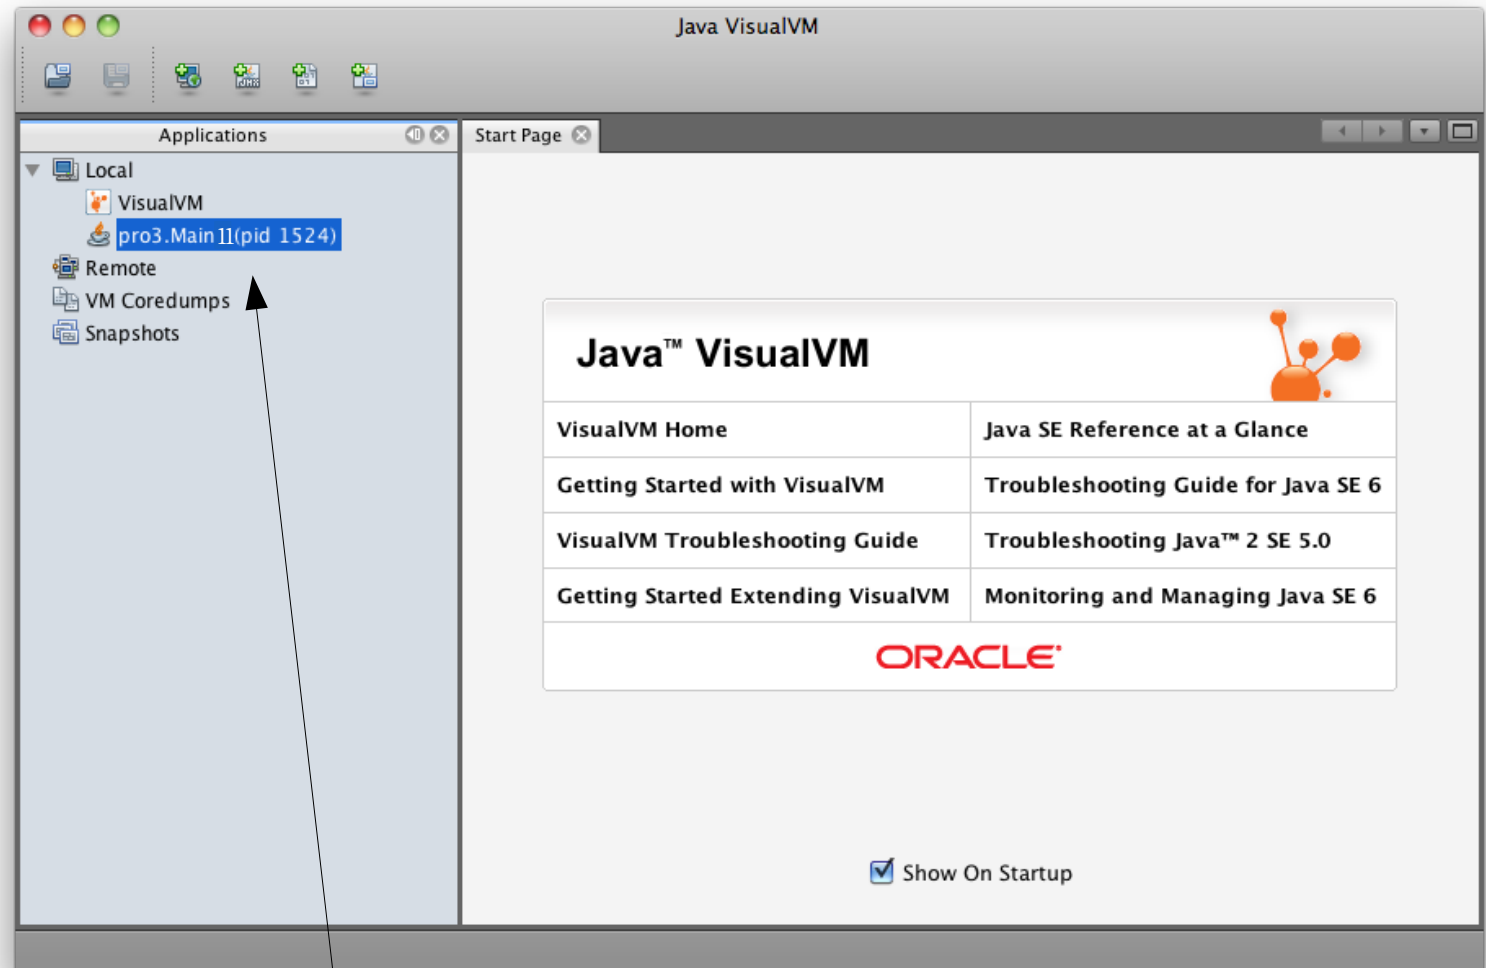 Java VisualVM
Applications
Start Page
Local
VisualVM
pro3.Main11(pid 1524)
Remote
VM Coredumps
Snapshots
Java™ VisualVM
VisualVM Home
Java SE Reference at a Glance
Getting Started with VisualVM
Troubleshooting Guide for Java SE 6
VisualVM Troubleshooting Guide
Troubleshooting Java™ 2 SE 5.0
Getting Started Extending VisualVM
Monitoring and Managing Java SE 6
ORACLE
Show On Startup